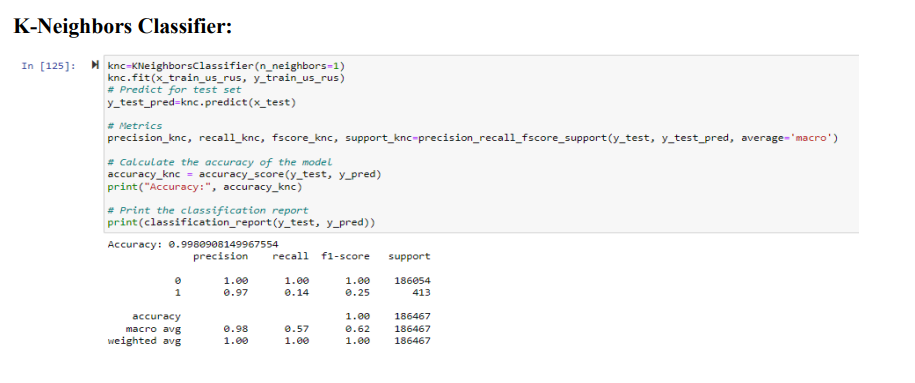 K-Neighbors Classifier:
In [125]:
knc=KNeighborsClassifier(n_neighbors=1)
knc.fit(x_train_us_rus, y_train_us_rus)
# Predict for test set
y_test_pred=knc.predict(x_test)
# Metrics
precision_knc, recall_knc, fscore_knc, support_knc=precision_recall_fscore_support(y_test, y_test_pred, average='macro')
# Calculate the accuracy of the model
accuracy_knc = accuracy_score(y_test, y_pred)
print("Accuracy:", accuracy_knc)
# Print the classification report
print(classification_report(y_test, y_pred))
Accuracy: 0.9980908149967554
precision recall f1-score support
0 1.00 1.00 1.00 186054
1 0.97 0.14 0.25 413
accuracy 1.00 186467
macro avg 0.98 0.57 0.62 186467
weighted avg 1.00 1.00 1.00 186467